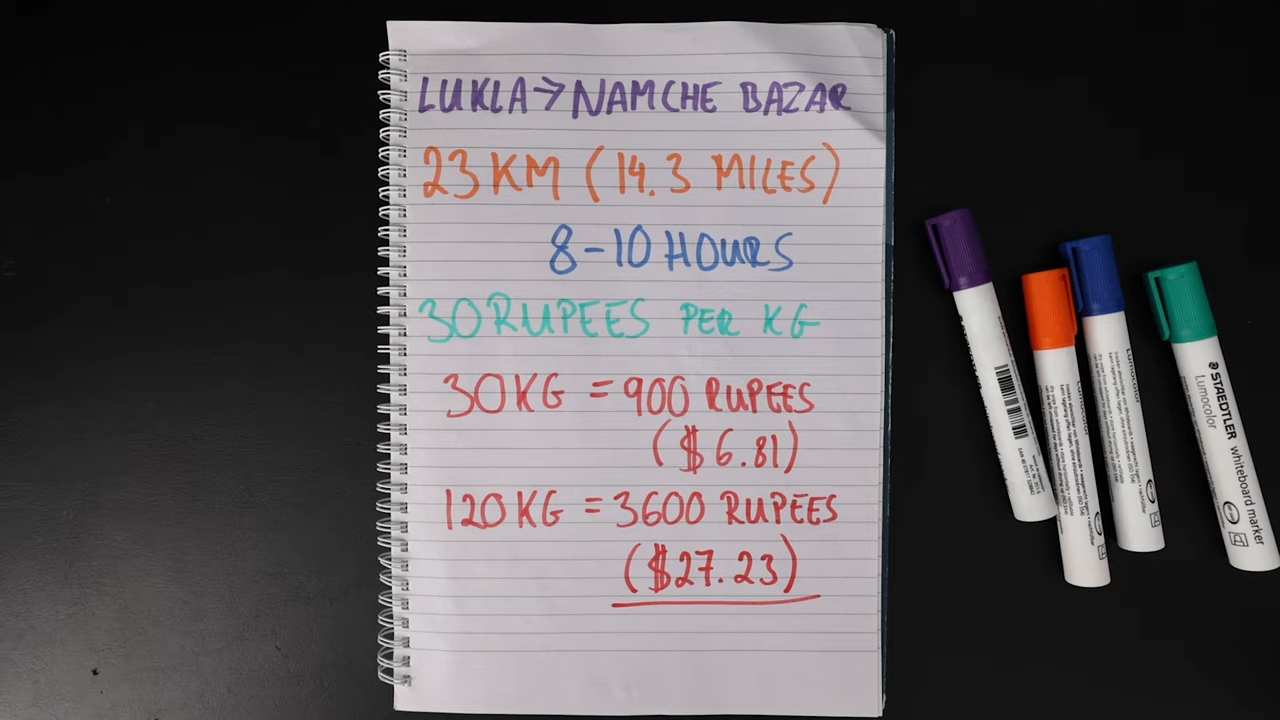 LUKLA→NAMCHE BAZAR
23 KM (14.3 MILES)
8-10 HOURS
30 RUPEES PER KG
30 KG = 900 RUPEES
($6.81)
120 KG = 3600 RUPEES
($27.23)
STAEDTLER
Lumocolor
whiteboard marker